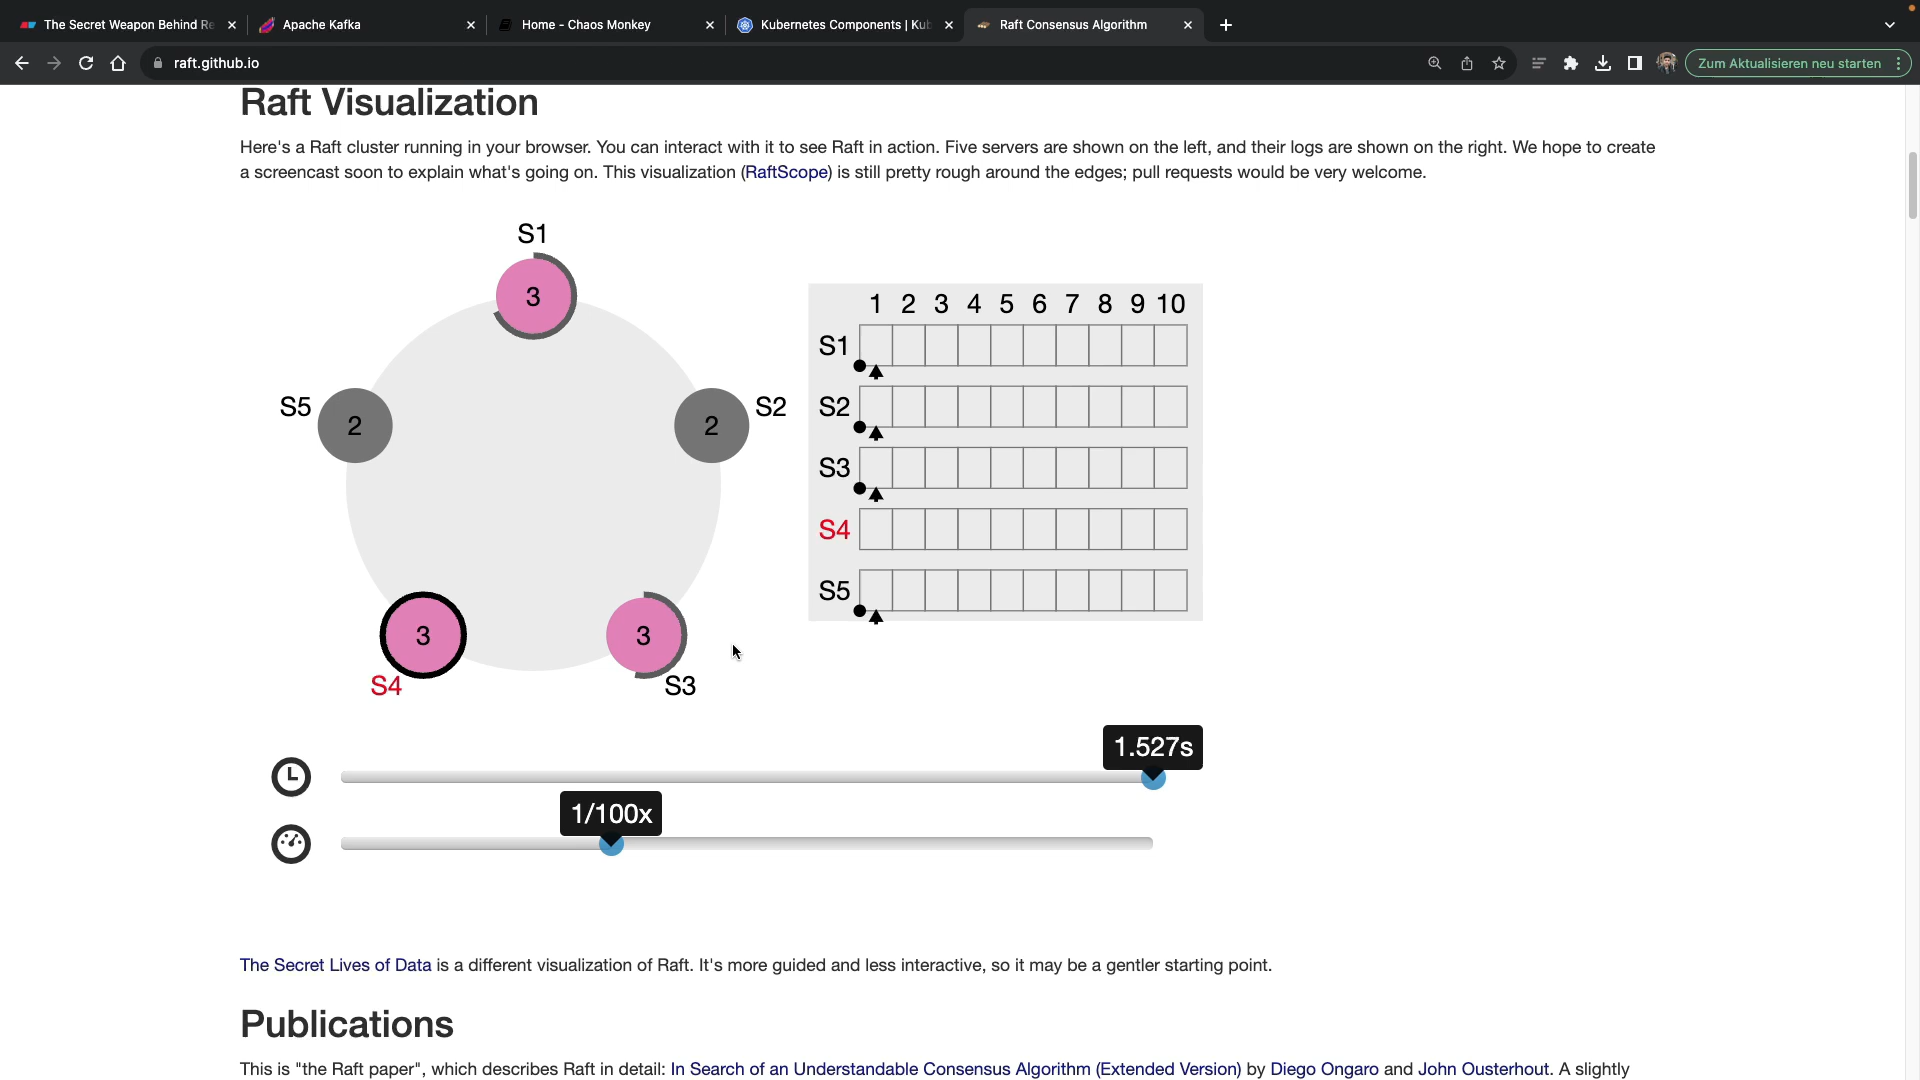 The Secret Weapon Behind Re
Apache Kafka
Home - Chaos Monkey
Kubernetes Components | Kub
Raft Consensus Algorithm
raft.github.io
Zum Aktualisieren neu starten
Raft Visualization
Here's a Raft cluster running in your browser. You can interact with it to see Raft in action. Five servers are shown on the left, and their logs are shown on the right. We hope to create
a screencast soon to explain what's going on. This visualization (RaftScope) is still pretty rough around the edges; pull requests would be very welcome.
S1
3
S5
2
2
S2
3
S4
3
S3
1 2 3 4 5 6 7 8 9 10
S1
S2
S3
S4
S5
1.527s
1/100x
The Secret Lives of Data is a different visualization of Raft. It's more guided and less interactive, so it may be a gentler starting point.
Publications
This is "the Raft paper", which describes Raft in detail: In Search of an Understandable Consensus Algorithm (Extended Version) by Diego Ongaro and John Ousterhout. A slightly